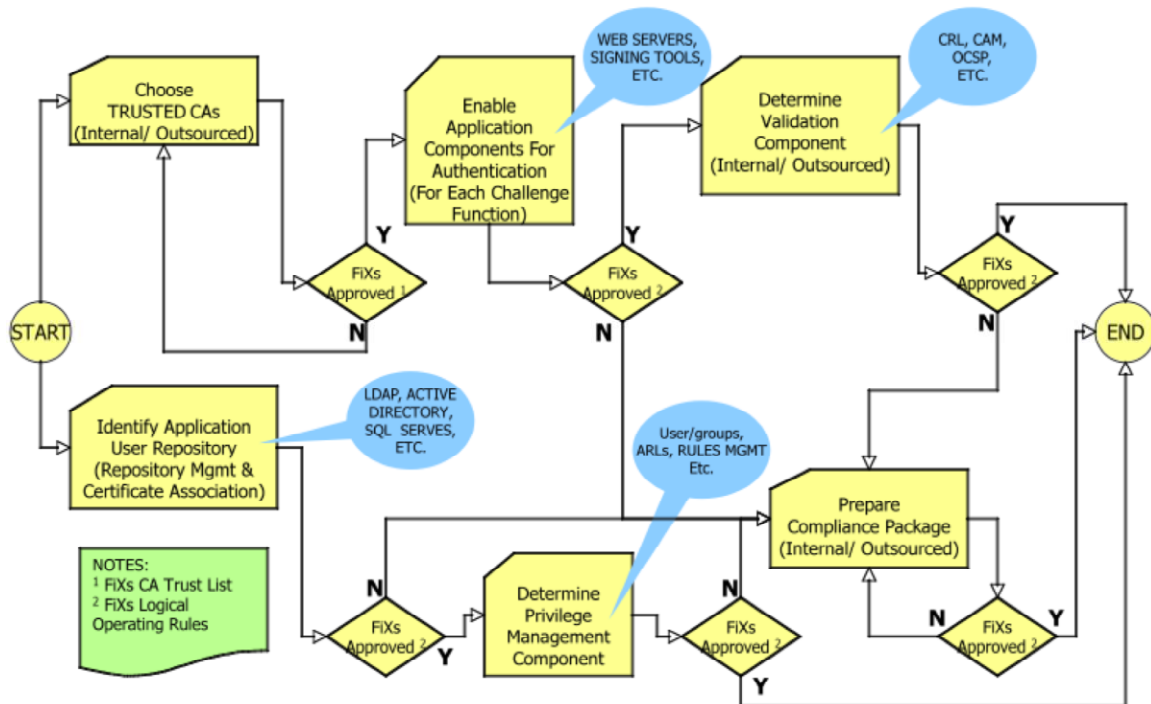 WEB SERVERS,
SIGNING TOOLS,
ETC.
CRL, CAM,
OCSP,
ETC.
Choose
TRUSTED CAs
(Internal/ Outsourced)
Enable
Application
Components For
Authentication
(For Each Challenge
Function)
Determine
Validation
Component
(Internal/ Outsourced)
Y
FiXs
Approved ¹
N
Y
FiXs
Approved ²
N
Y
FiXs
Approved ²
N
START
END
Identify Application
User Repository
(Repository Mgmt &
Certificate Association)
LDAP, ACTIVE
DIRECTORY,
SQL SERVES,
ETC.
User/groups,
ARLs, RULES MGMT
Etc.
Prepare
Compliance Package
(Internal/ Outsourced)
NOTES:
¹ FiXs CA Trust List
² FiXs Logical
Operating Rules
N
FiXs
Approved ²
Y
Determine
Privilege
Management
Component
N
FiXs
Approved ²
Y
N
FiXs
Approved ²
Y